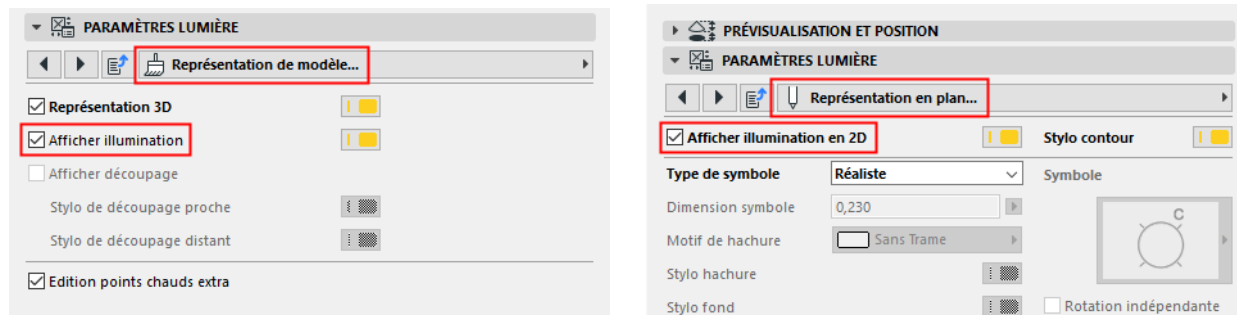 PARAMÈTRES LUMIÈRE
Représentation de modèle...
Représentation 3D
Afficher illumination
Afficher découpage
Stylo de découpage proche
Stylo de découpage distant
Edition points chauds extra
PRÉVISUALISATION ET POSITION
PARAMÈTRES LUMIÈRE
Représentation en plan...
Afficher illumination en 2D Stylo contour
Type de symbole Réaliste Symbole
Dimension symbole 0,230
C
Motif de hachure Sans Trame
Stylo hachure
Stylo fond Rotation indépendante